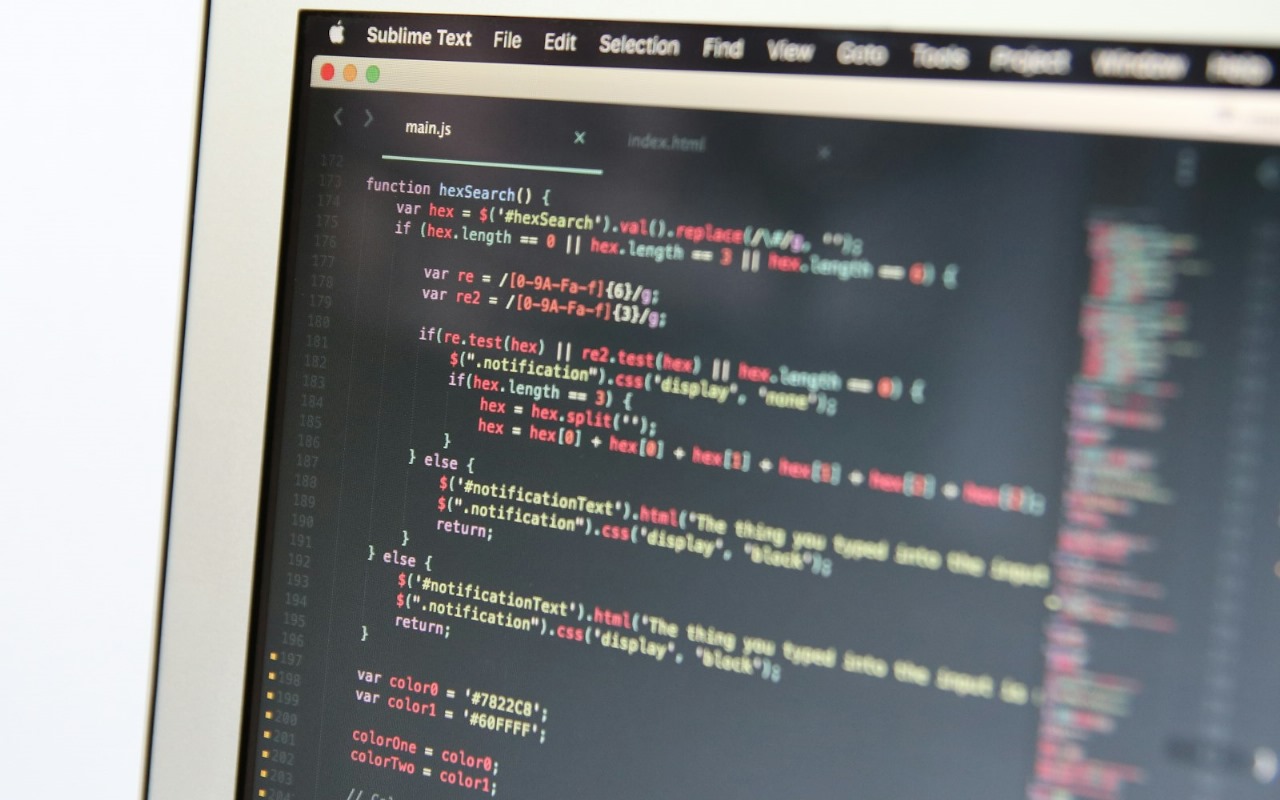 Sublime Text File Edit Selection Find View Goto Tools Project Window Help
main.js index.html
172
173 function hexSearch() {
174 var hex = $('#hexSearch').val().replace(/\#/g, "");
175 if (hex.length == 0 || hex.length == 3 || hex.length == ) {
176
177 var re = /[0-9A-Fa-f]{6}/g;
178 var re2 = /[0-9A-Fa-f]{3}/g;
179
180 if(re.test(hex) || re2.test(hex) || hex.length == 0) {
181 $(".notification").css("display", "none");
182 if(hex.length == 3) {
183 hex = hex.split("");
184 hex = hex[0] + hex[0] + hex[1] + hex[1] + hex[2] + hex[2];
185 }
186 } else {
187 $('#notificationText').html("The thing you typed into the input
188 $(".notification").css("display", "block");
189 return;
190 }
191 } else {
192 $('#notificationText').html("The thing you typed into the input is
193 $(".notification").css("display", "block");
194 return;
195 }
196
197 var color0 = '#7822C8';
198 var color1 = '#60FFFF';
199
200 colorOne = color0;
201 colorTwo = color1;
202
203 //
204